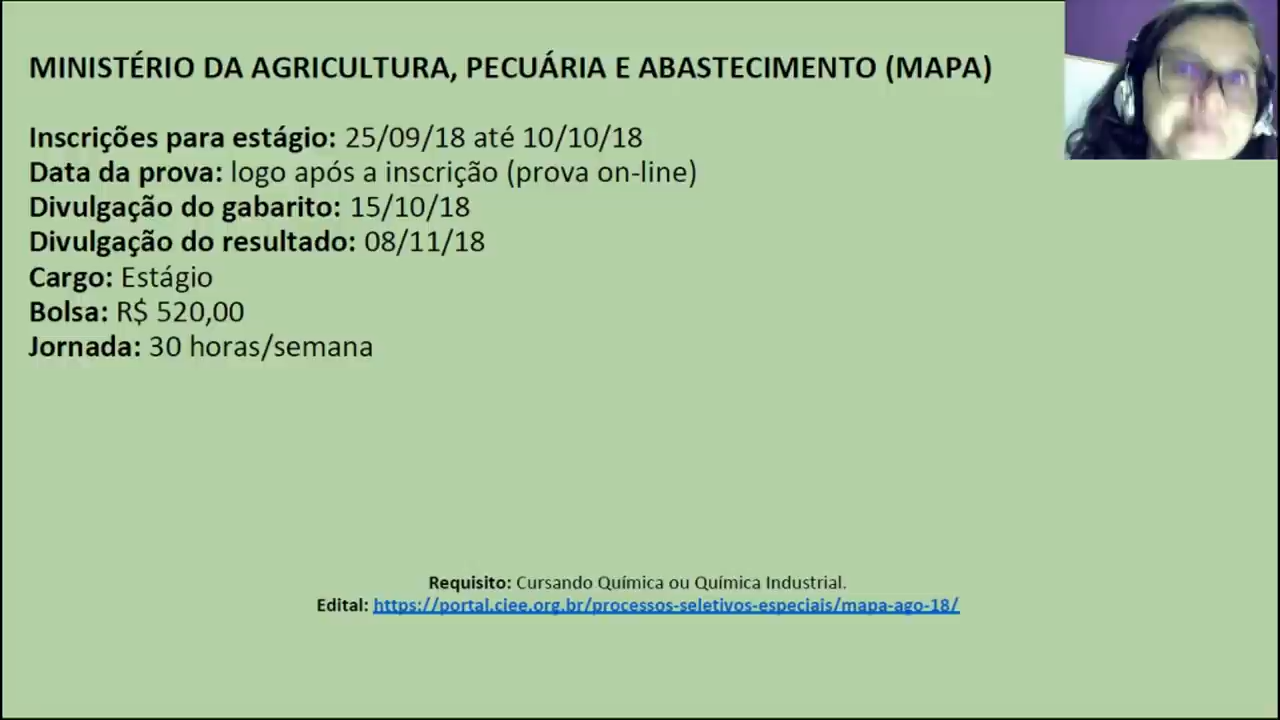 MINISTÉRIO DA AGRICULTURA, PECUÁRIA E ABASTECIMENTO (MAPA)
Inscrições para estágio: 25/09/18 até 10/10/18
Data da prova: logo após a inscrição (prova on-line)
Divulgação do gabarito: 15/10/18
Divulgação do resultado: 08/11/18
Cargo: Estágio
Bolsa: R$ 520,00
Jornada: 30 horas/semana
Requisito: Cursando Química ou Química Industrial.
Edital: https://portal.ciee.org.br/processos-seletivos-especiais/mapa-ago-18/